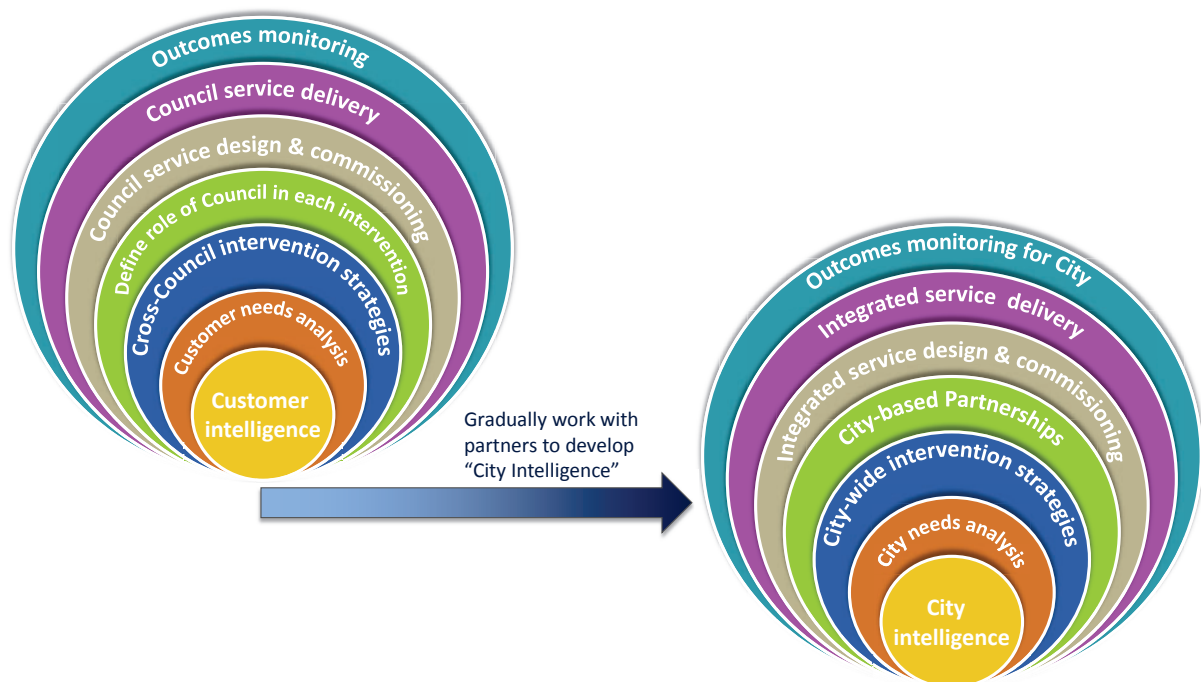 Outcomes monitoring
Council service delivery
Council service design & commissioning
Define role of Council in each intervention
Cross-Council intervention strategies
Customer needs analysis
Customer
intelligence
Gradually work with
partners to develop
“City Intelligence”
Outcomes monitoring for City
Integrated service delivery
Integrated service design & commissioning
City-based Partnerships
City-wide intervention strategies
City needs analysis
City
intelligence